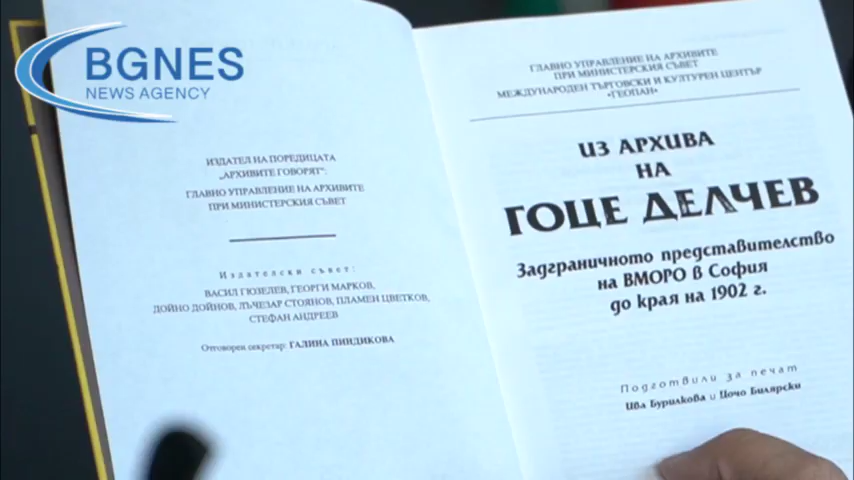 BGNES
NEWS AGENCY
ИЗДАТЕЛ НА ПОРЕДИЦАТА
„АРХИВИТЕ ГОВОРЯТ“:
ГЛАВНО УПРАВЛЕНИЕ НА АРХИВИТЕ
ПРИ МИНИСТЕРСКИЯ СЪВЕТ
Издателски съвет:
ВАСИЛ ГЮЗЕЛЕВ, ГЕОРГИ МАРКОВ,
ДОЙНО ДОЙНОВ, ЛЪЧЕЗАР СТОЯНОВ, ПЛАМЕН ЦВЕТКОВ,
СТЕФАН АНДРЕЕВ
Отговорен секретар: ГАЛИНА ПИНДИКОВА
ГЛАВНО УПРАВЛЕНИЕ НА АРХИВИТЕ
ПРИ МИНИСТЕРСКИЯ СЪВЕТ
МЕЖДУНАРОДЕН ТЪРГОВСКИ И КУЛТУРЕН ЦЕНТЪР
«ГЕОПАН»
ИЗ АРХИВА
НА
ГОЦЕ ДЕЛЧЕВ
Задграничното представителство
на ВМОРО в София
до края на 1902 г.
Подготвили за печат
Ива Бурилкова и Цочо Билярски